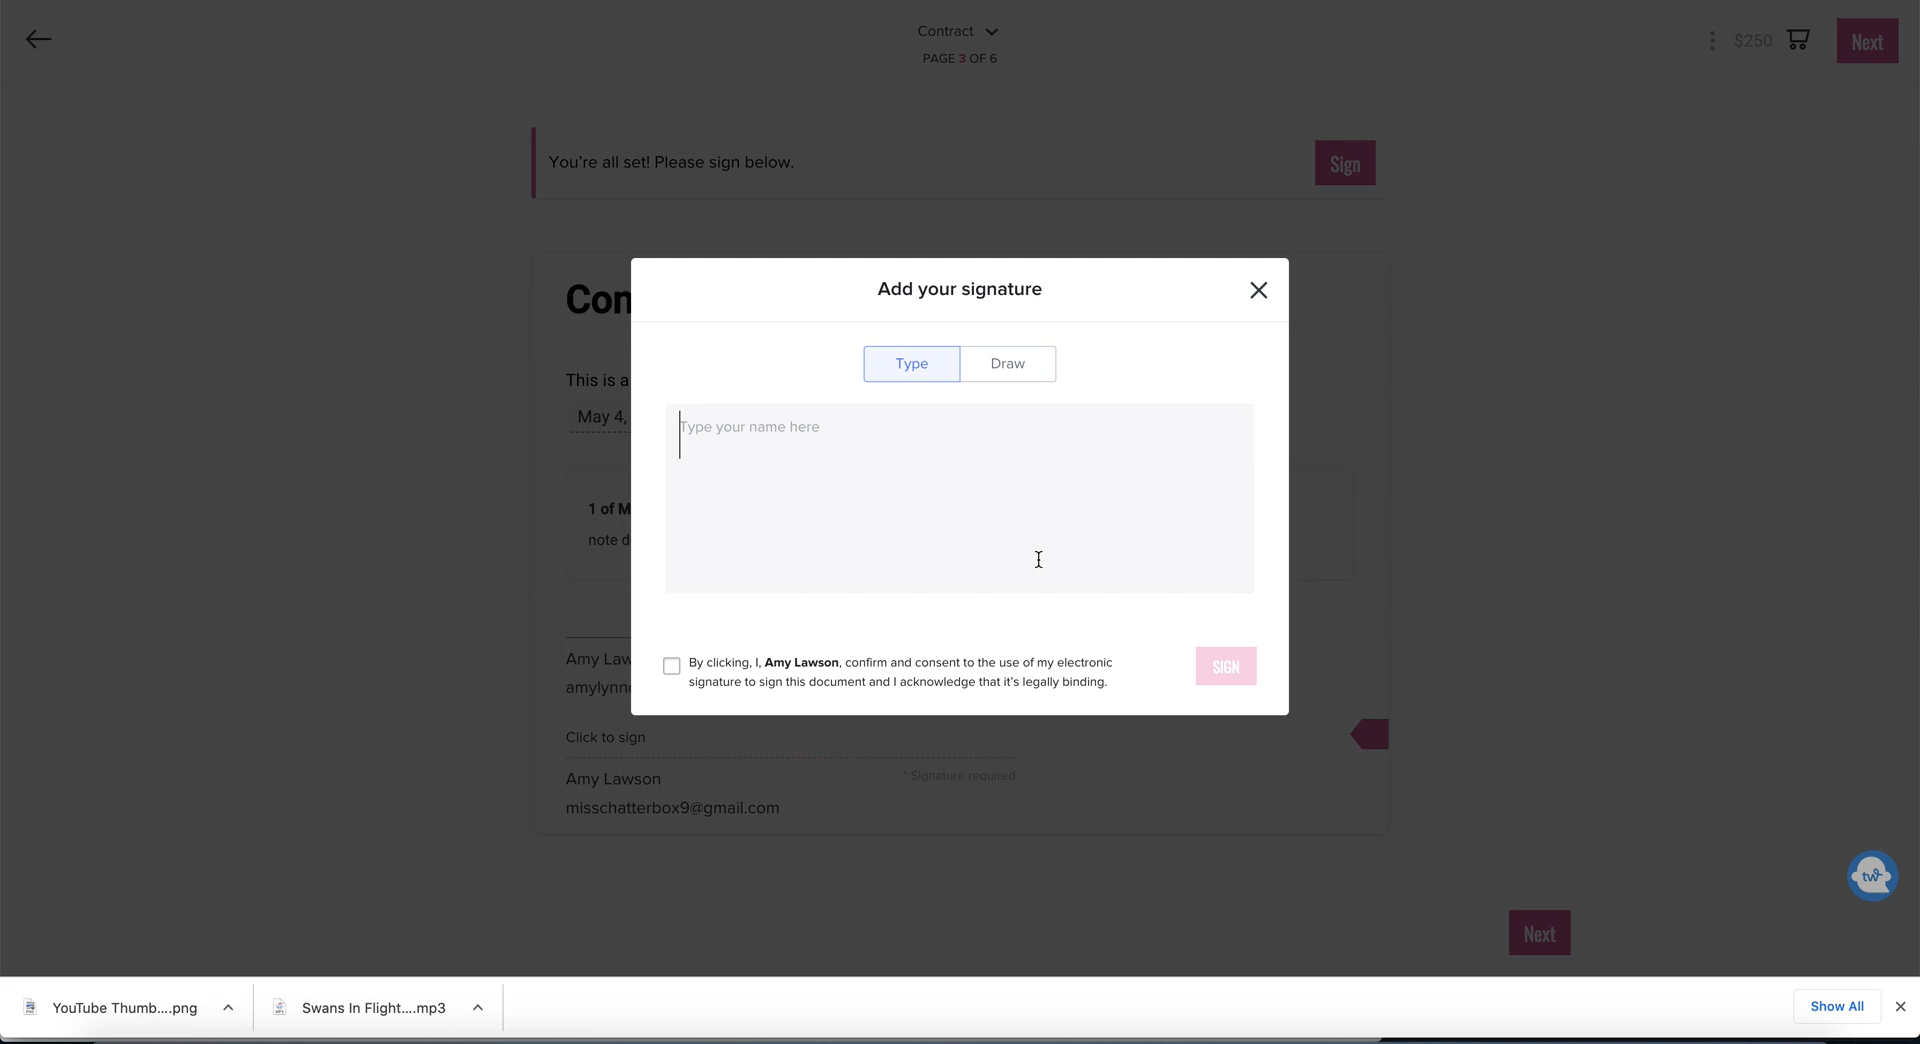 Contract
PAGE 3 OF 6
$250
Next
You're all set! Please sign below.
Sign
Con
Add your signature
Type
Draw
This is a
May 4,
Type your name here
1 of M
note d
By clicking, I, Amy Lawson, confirm and consent to the use of my electronic
signature to sign this document and I acknowledge that it's legally binding.
SIGN
Amy Law
amylynn
Click to sign
Amy Lawson
* Signature required
misschatterbox9@gmail.com
tw
Next
YouTube Thumb....png
Swans In Flight....mp3
Show All